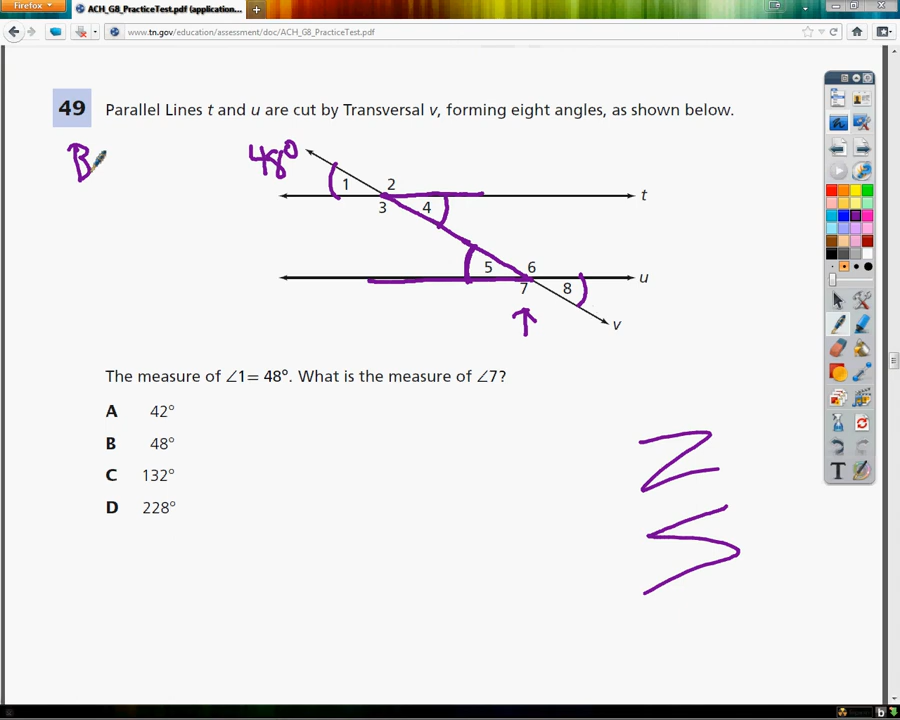 Firefox
ACH_G8_PracticeTest.pdf (application...
www.tn.gov/education/assessment/doc/ACH_G8_PracticeTest.pdf
49 Parallel Lines t and u are cut by Transversal v, forming eight angles, as shown below.
B
48°
1 2
t
3 4
5 6
u
7 8
v
The measure of ∠1= 48°. What is the measure of ∠7?
A 42°
B 48°
C 132°
D 228°
Z
S
T